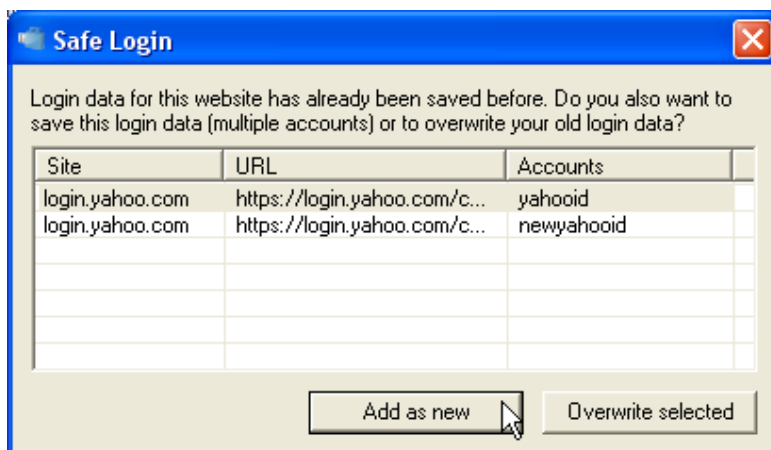 Safe Login
Login data for this website has already been saved before. Do you also want to
save this login data (multiple accounts) or to overwrite your old login data?
Site URL Accounts
login.yahoo.com https://login.yahoo.com/c... yahooid
login.yahoo.com https://login.yahoo.com/c... newyahooid
Add as new Overwrite selected